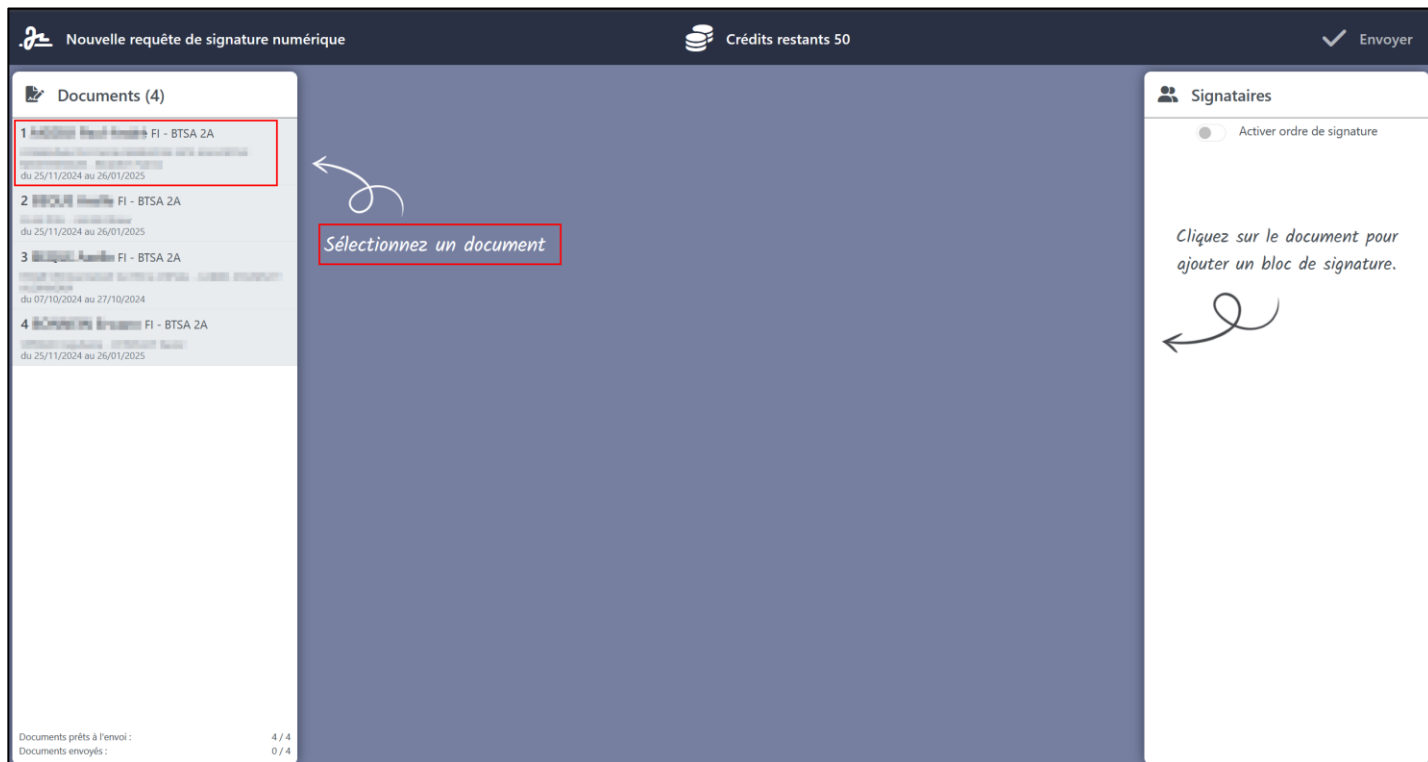 Nouvelle requête de signature numérique
Crédits restants 50
Envoyer
Documents (4)
1 FI - BTSA 2A
du 25/11/2024 au 26/01/2025
2 FI - BTSA 2A
du 25/11/2024 au 26/01/2025
3 FI - BTSA 2A
du 07/10/2024 au 27/10/2024
4 FI - BTSA 2A
du 25/11/2024 au 26/01/2025
Documents prêts à l'envoi : 4 / 4
Documents envoyés : 0 / 4
Sélectionnez un document
Signataires
Activer ordre de signature
Cliquez sur le document pour
ajouter un bloc de signature.